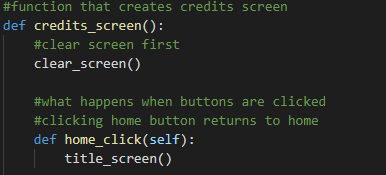 #function that creates credits screen
def credits_screen():
    #clear screen first
    clear_screen()

    #what happens when buttons are clicked
    #clicking home button returns to home
    def home_click(self):
        title_screen()